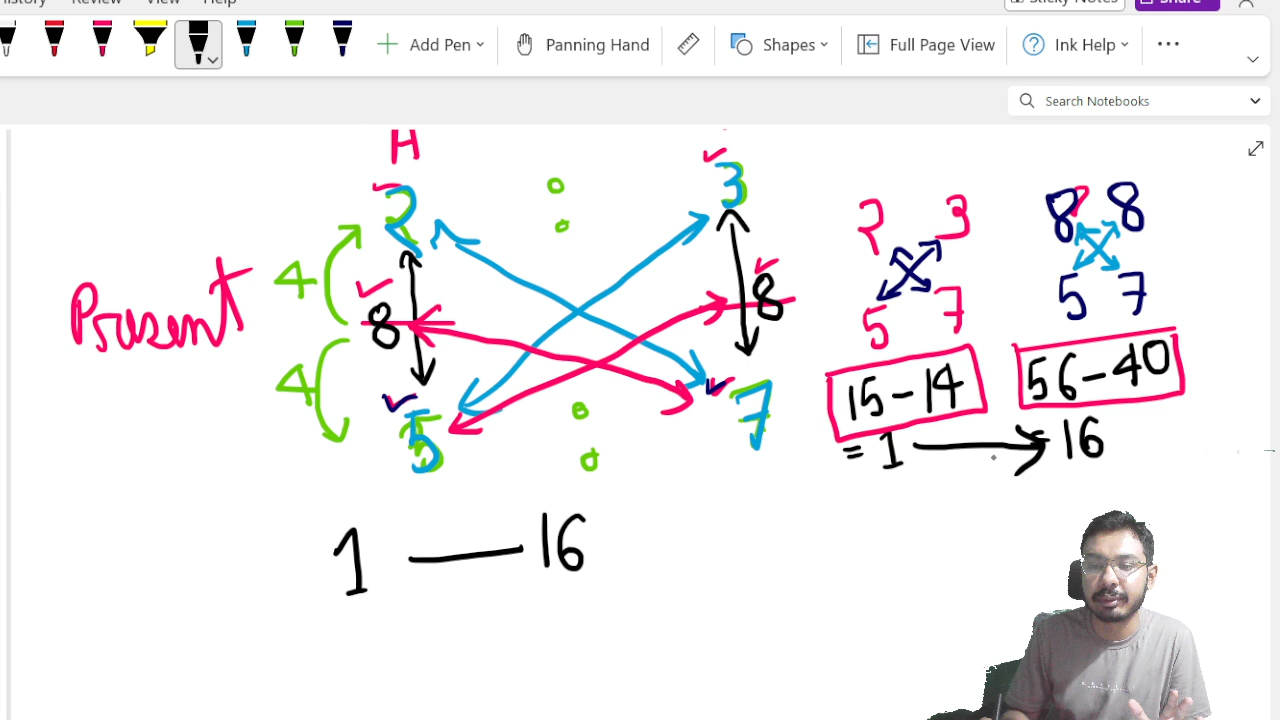 History Review View Help Sticky Notes Share
Add Pen Panning Hand Shapes Full Page View Ink Help
Search Notebooks
H
2 : 3
Present 4 8 8
4
5 : 7
2 3
5 7
15-14
= 1
8 8
5 7
56-40
16
1 — 16